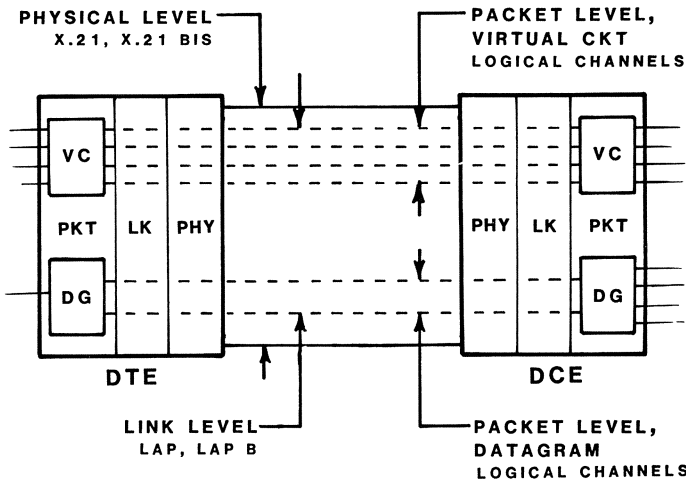 PHYSICAL LEVEL
X.21, X.21 BIS
PACKET LEVEL,
VIRTUAL CKT
LOGICAL CHANNELS
VC
VC
PKT
LK
PHY
PHY
LK
PKT
DG
DG
DTE
DCE
LINK LEVEL
LAP, LAP B
PACKET LEVEL,
DATAGRAM
LOGICAL CHANNELS